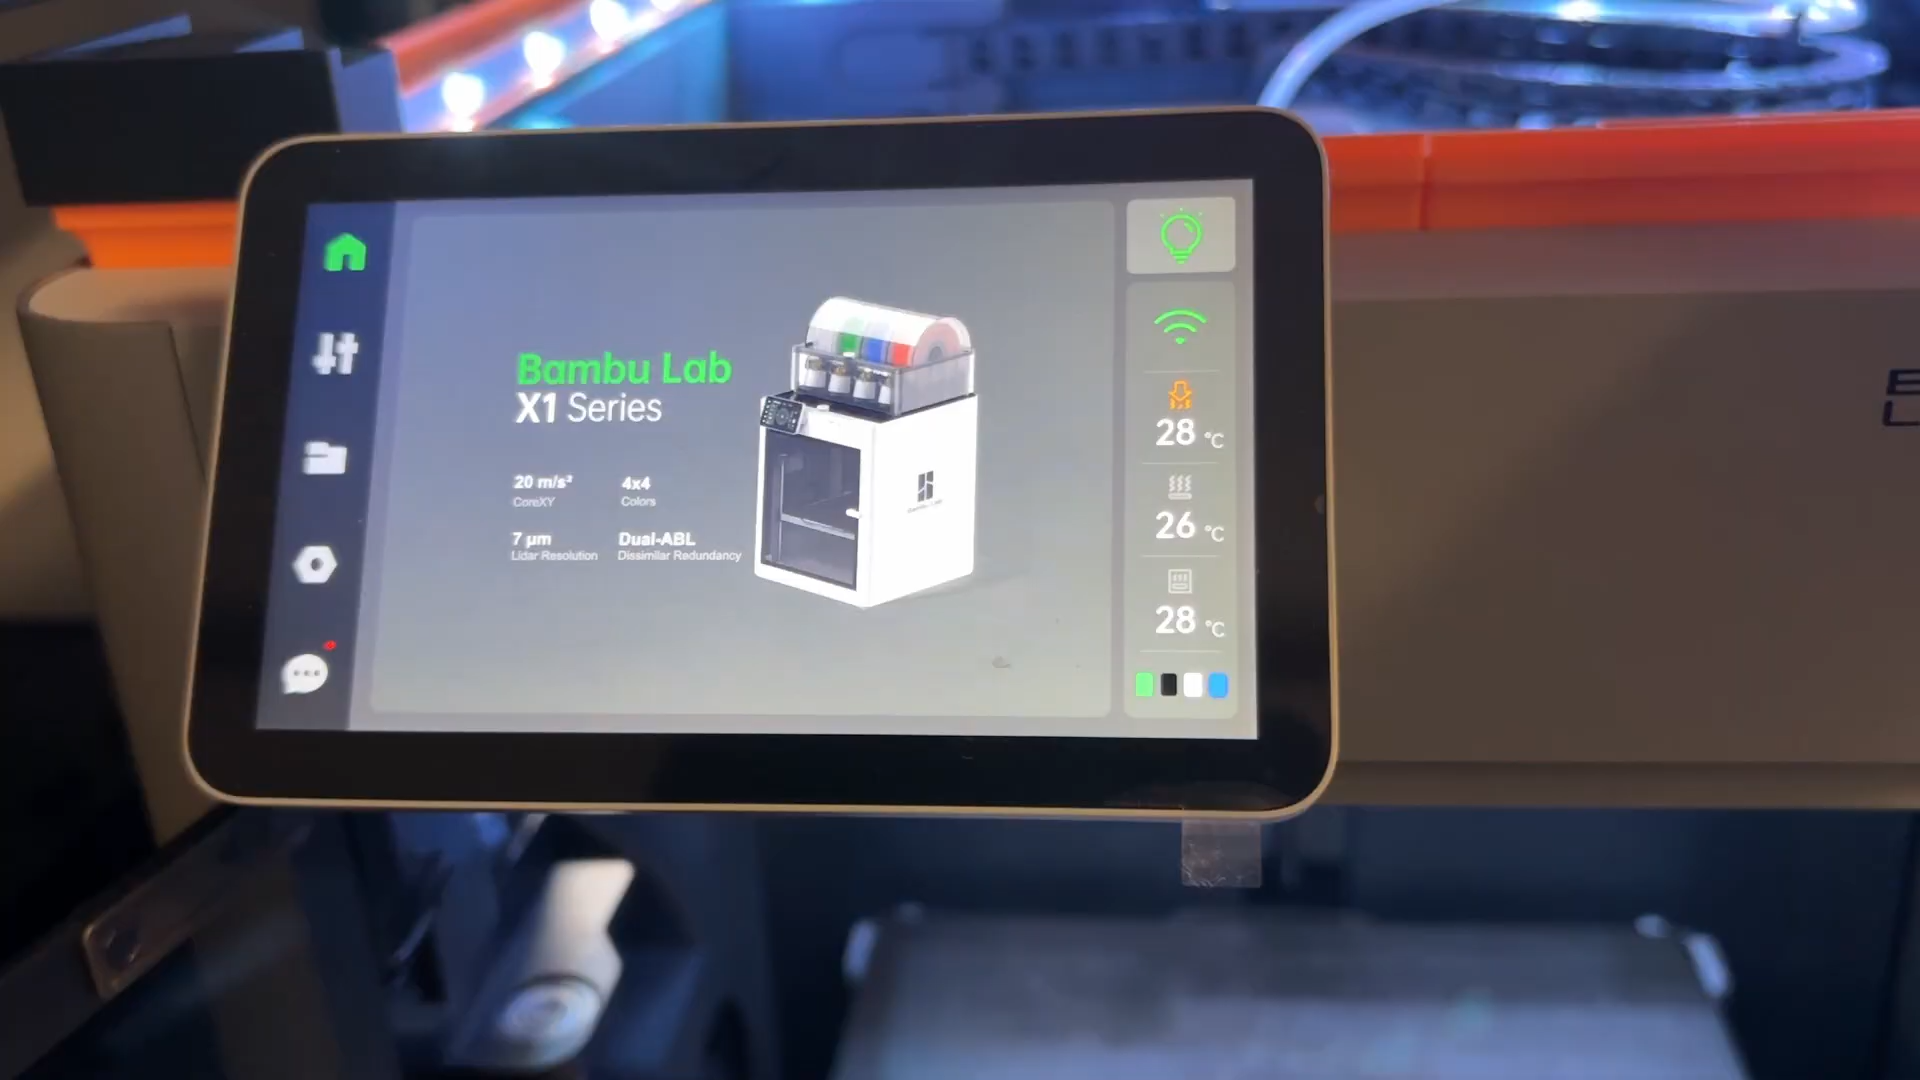 Bambu Lab
X1 Series
20 m/s²
CoreXY
4x4
Colors
7 μm
Lidar Resolution
Dual-ABL
Dissimilar Redundancy
28 °C
26 °C
28 °C